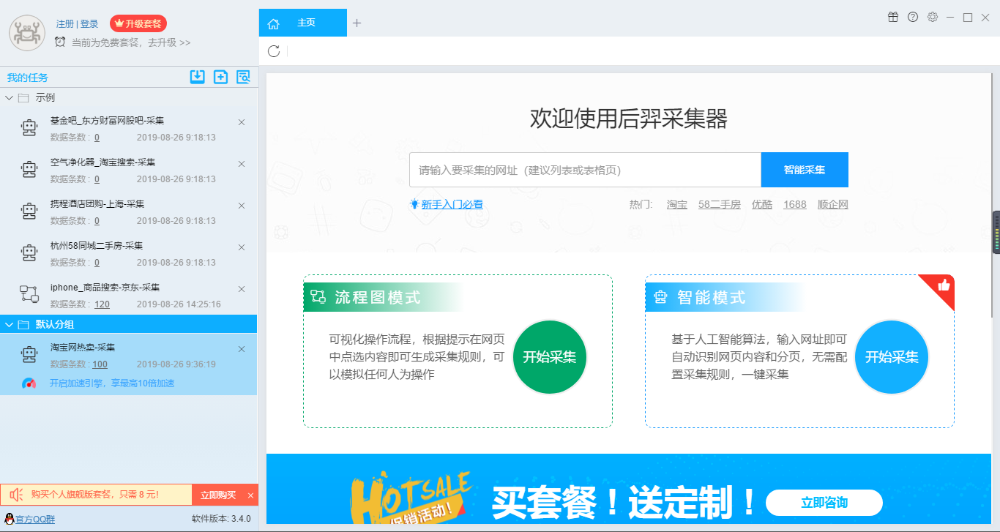 注册 | 登录
升级套餐
当前为免费套餐，去升级 >>
主页
我的任务
示例
基金吧_东方财富网股吧-采集
数据条数 : 0 2019-08-26 9:18:13
空气净化器_淘宝搜索-采集
数据条数 : 0 2019-08-26 9:18:13
携程酒店团购-上海-采集
数据条数 : 0 2019-08-26 9:18:13
杭州58同城二手房-采集
数据条数 : 0 2019-08-26 9:18:13
iphone_商品搜索-京东-采集
数据条数 : 120 2019-08-26 14:25:16
默认分组
淘宝网热卖-采集
数据条数 : 100 2019-08-26 9:36:19
开启加速引擎，享最高10倍加速
购买个人旗舰版套餐，只需 8 元!
立即购买
官方QQ群
软件版本: 3.4.0
欢迎使用后羿采集器
请输入要采集的网址（建议列表或表格页）
智能采集
新手入门必看
热门: 淘宝 58二手房 优酷 1688 顺企网
流程图模式
可视化操作流程，根据提示在网页
中点选内容即可生成采集规则，可
以模拟任何人为操作
开始采集
智能模式
基于人工智能算法，输入网址即可
自动识别网页内容和分页，无需配
置采集规则，一键采集
开始采集
HOTSALE
促销活动!
买套餐！送定制！
立即咨询